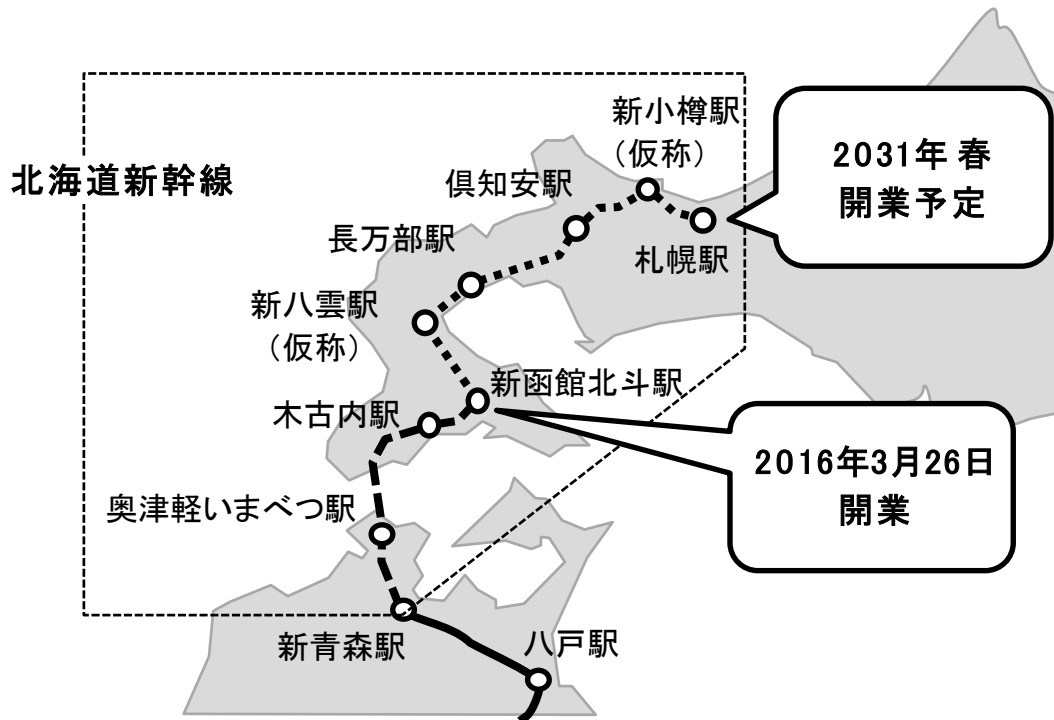 新小樽駅
（仮称）
2031年 春
開業予定
北海道新幹線
倶知安駅
長万部駅
札幌駅
新八雲駅
（仮称）
新函館北斗駅
木古内駅
2016年3月26日
開業
奥津軽いまべつ駅
新青森駅
八戸駅